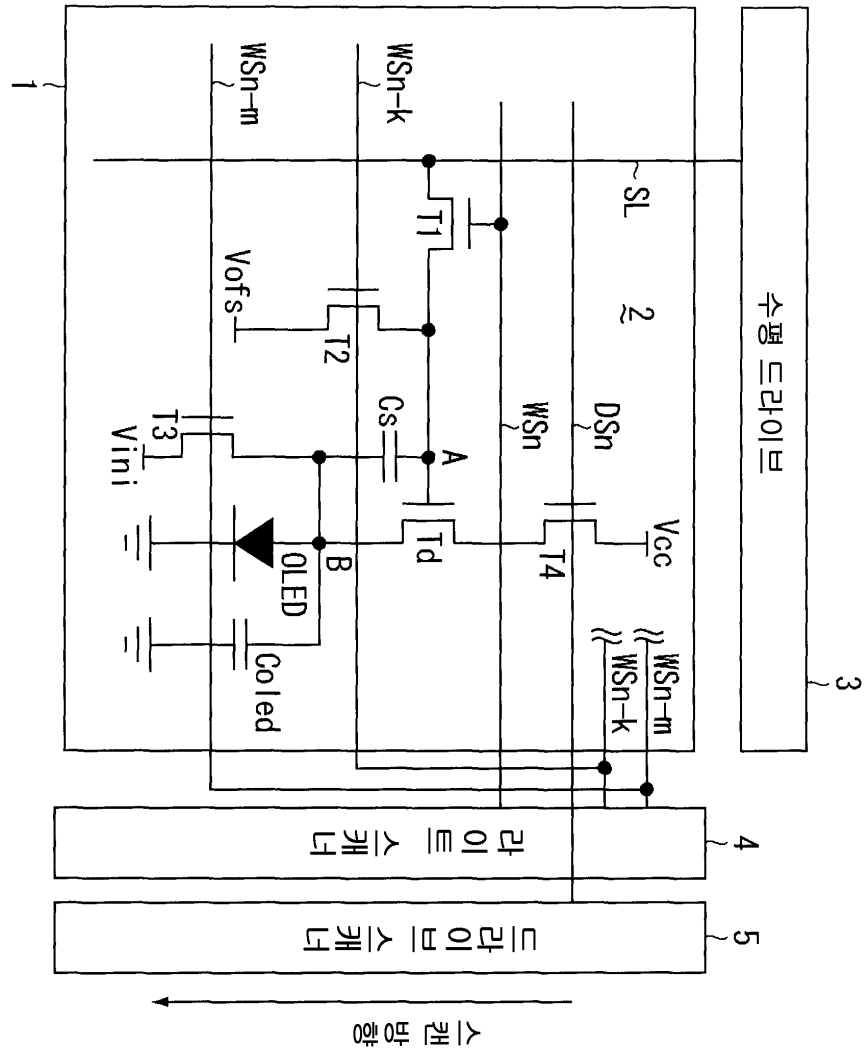 수평 드라이브
3
1
WSn-m
WSn-k
SL
T1
2
Vofs
T2
WSn
DSn
T3
Vini
Cs
A
Td
T4
Vcc
B
OLED
Coled
WSn-k
WSn-m
라이트 스캐너
4
드라이브 스캐너
5
스캔 방향